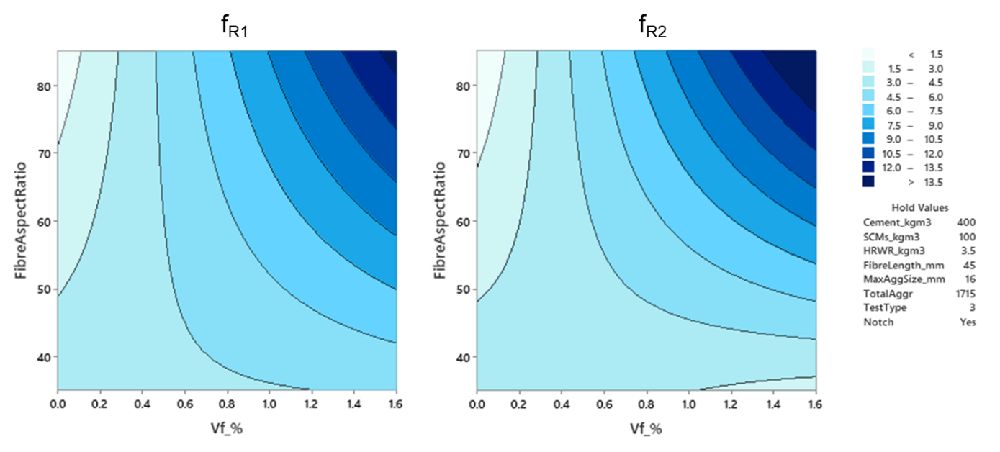 fR1
fR2
FibreAspectRatio
80
70
60
50
40
0.0 0.2 0.4 0.6 0.8 1.0 1.2 1.4 1.6
Vf_%
FibreAspectRatio
80
70
60
50
40
0.0 0.2 0.4 0.6 0.8 1.0 1.2 1.4 1.6
Vf_%
< 1.5
1.5 – 3.0
3.0 – 4.5
4.5 – 6.0
6.0 – 7.5
7.5 – 9.0
9.0 – 10.5
10.5 – 12.0
12.0 – 13.5
> 13.5
Hold Values
Cement_kgm3 400
SCMs_kgm3 100
HRWR_kgm3 3.5
FibreLength_mm 45
MaxAggSize_mm 16
TotalAggr 1715
TestType 3
Notch Yes